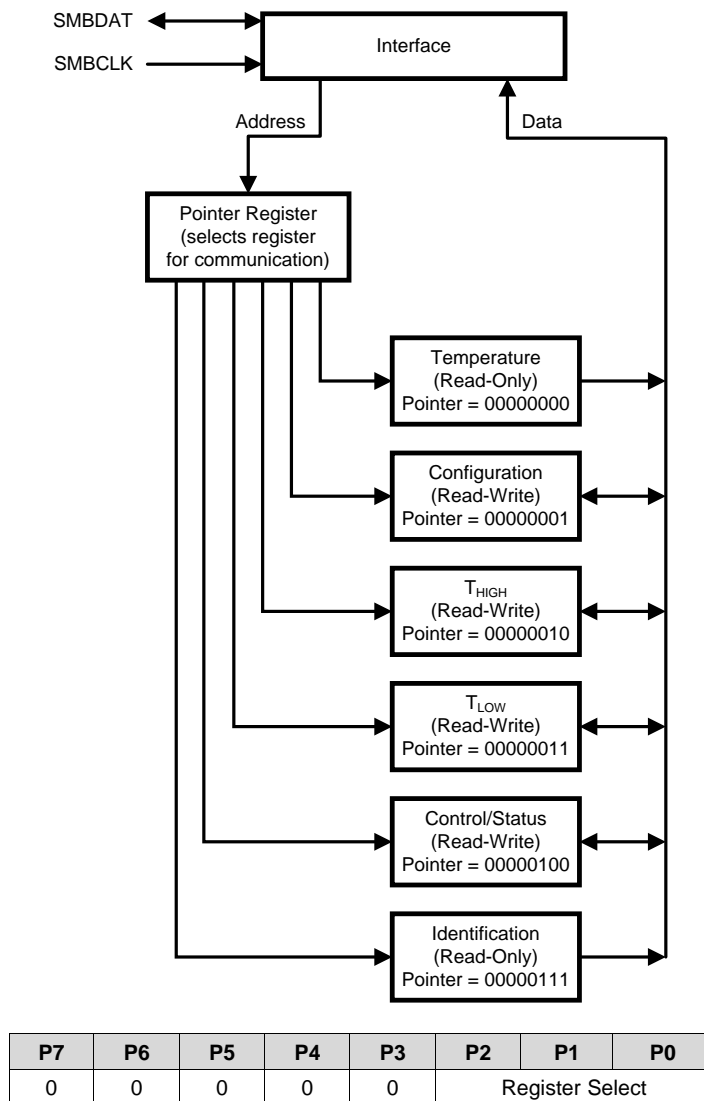 SMBDAT
SMBCLK
Interface
Address
Data
Pointer Register
(selects register
for communication)
Temperature
(Read-Only)
Pointer = 00000000
Configuration
(Read-Write)
Pointer = 00000001
THIGH
(Read-Write)
Pointer = 00000010
TLOW
(Read-Write)
Pointer = 00000011
Control/Status
(Read-Write)
Pointer = 00000100
Identification
(Read-Only)
Pointer = 00000111
P7 P6 P5 P4 P3 P2 P1 P0
0 0 0 0 0 Register Select